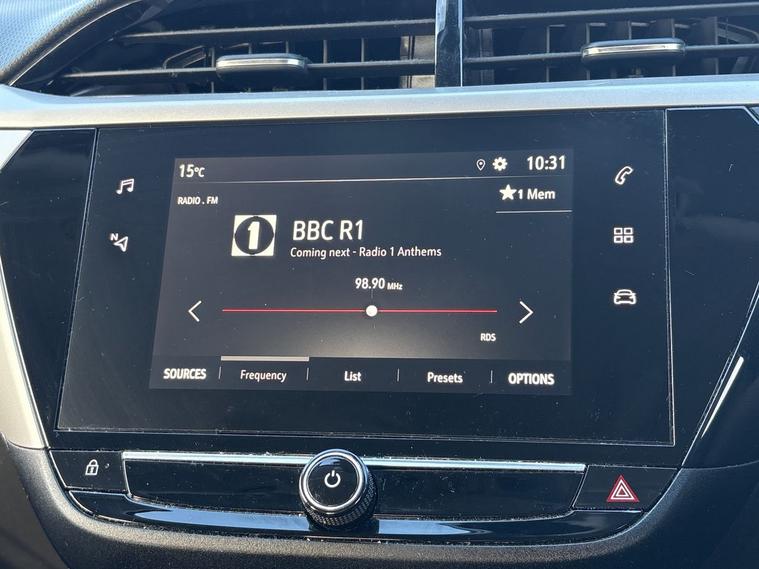 15°C
10:31
RADIO . FM
★1 Mem
1
BBC R1
Coming next - Radio 1 Anthems
98.90 MHz
RDS
SOURCES
Frequency
List
Presets
OPTIONS
N